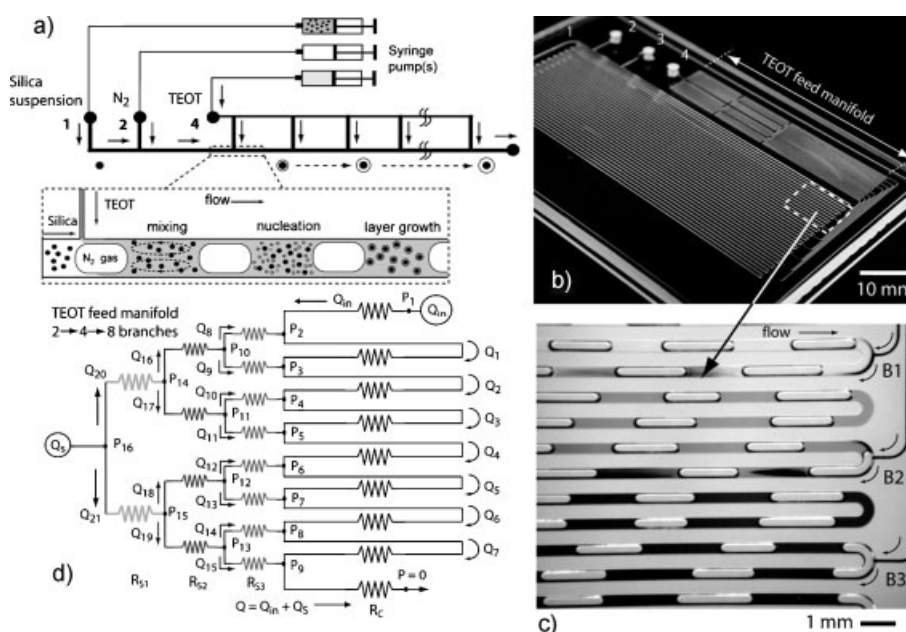 a)
Syringe
pump(s)
Silica
suspension
N2
TEOT
1
2
4
TEOT
flow
Silica
mixing
nucleation
layer growth
N2 gas
TEOT feed manifold
2→4→8 branches
Qin
P1
Qin
Q8
P2
P10
Q9
P3
Q1
Q16
Q20
P14
Q10
P4
Q2
Q17
P11
Q11
P5
Q3
QS
P16
Q4
Q12
P6
Q18
P12
Q5
Q13
P7
Q21
P15
Q6
Q19
Q14
P8
P13
Q7
Q15
P9
d)
RS1
RS2
RS3
P = 0
Q = Qin + QS
RC
1
2
3
4
TEOT feed manifold
b)
10 mm
flow
B1
B2
B3
c)
1 mm